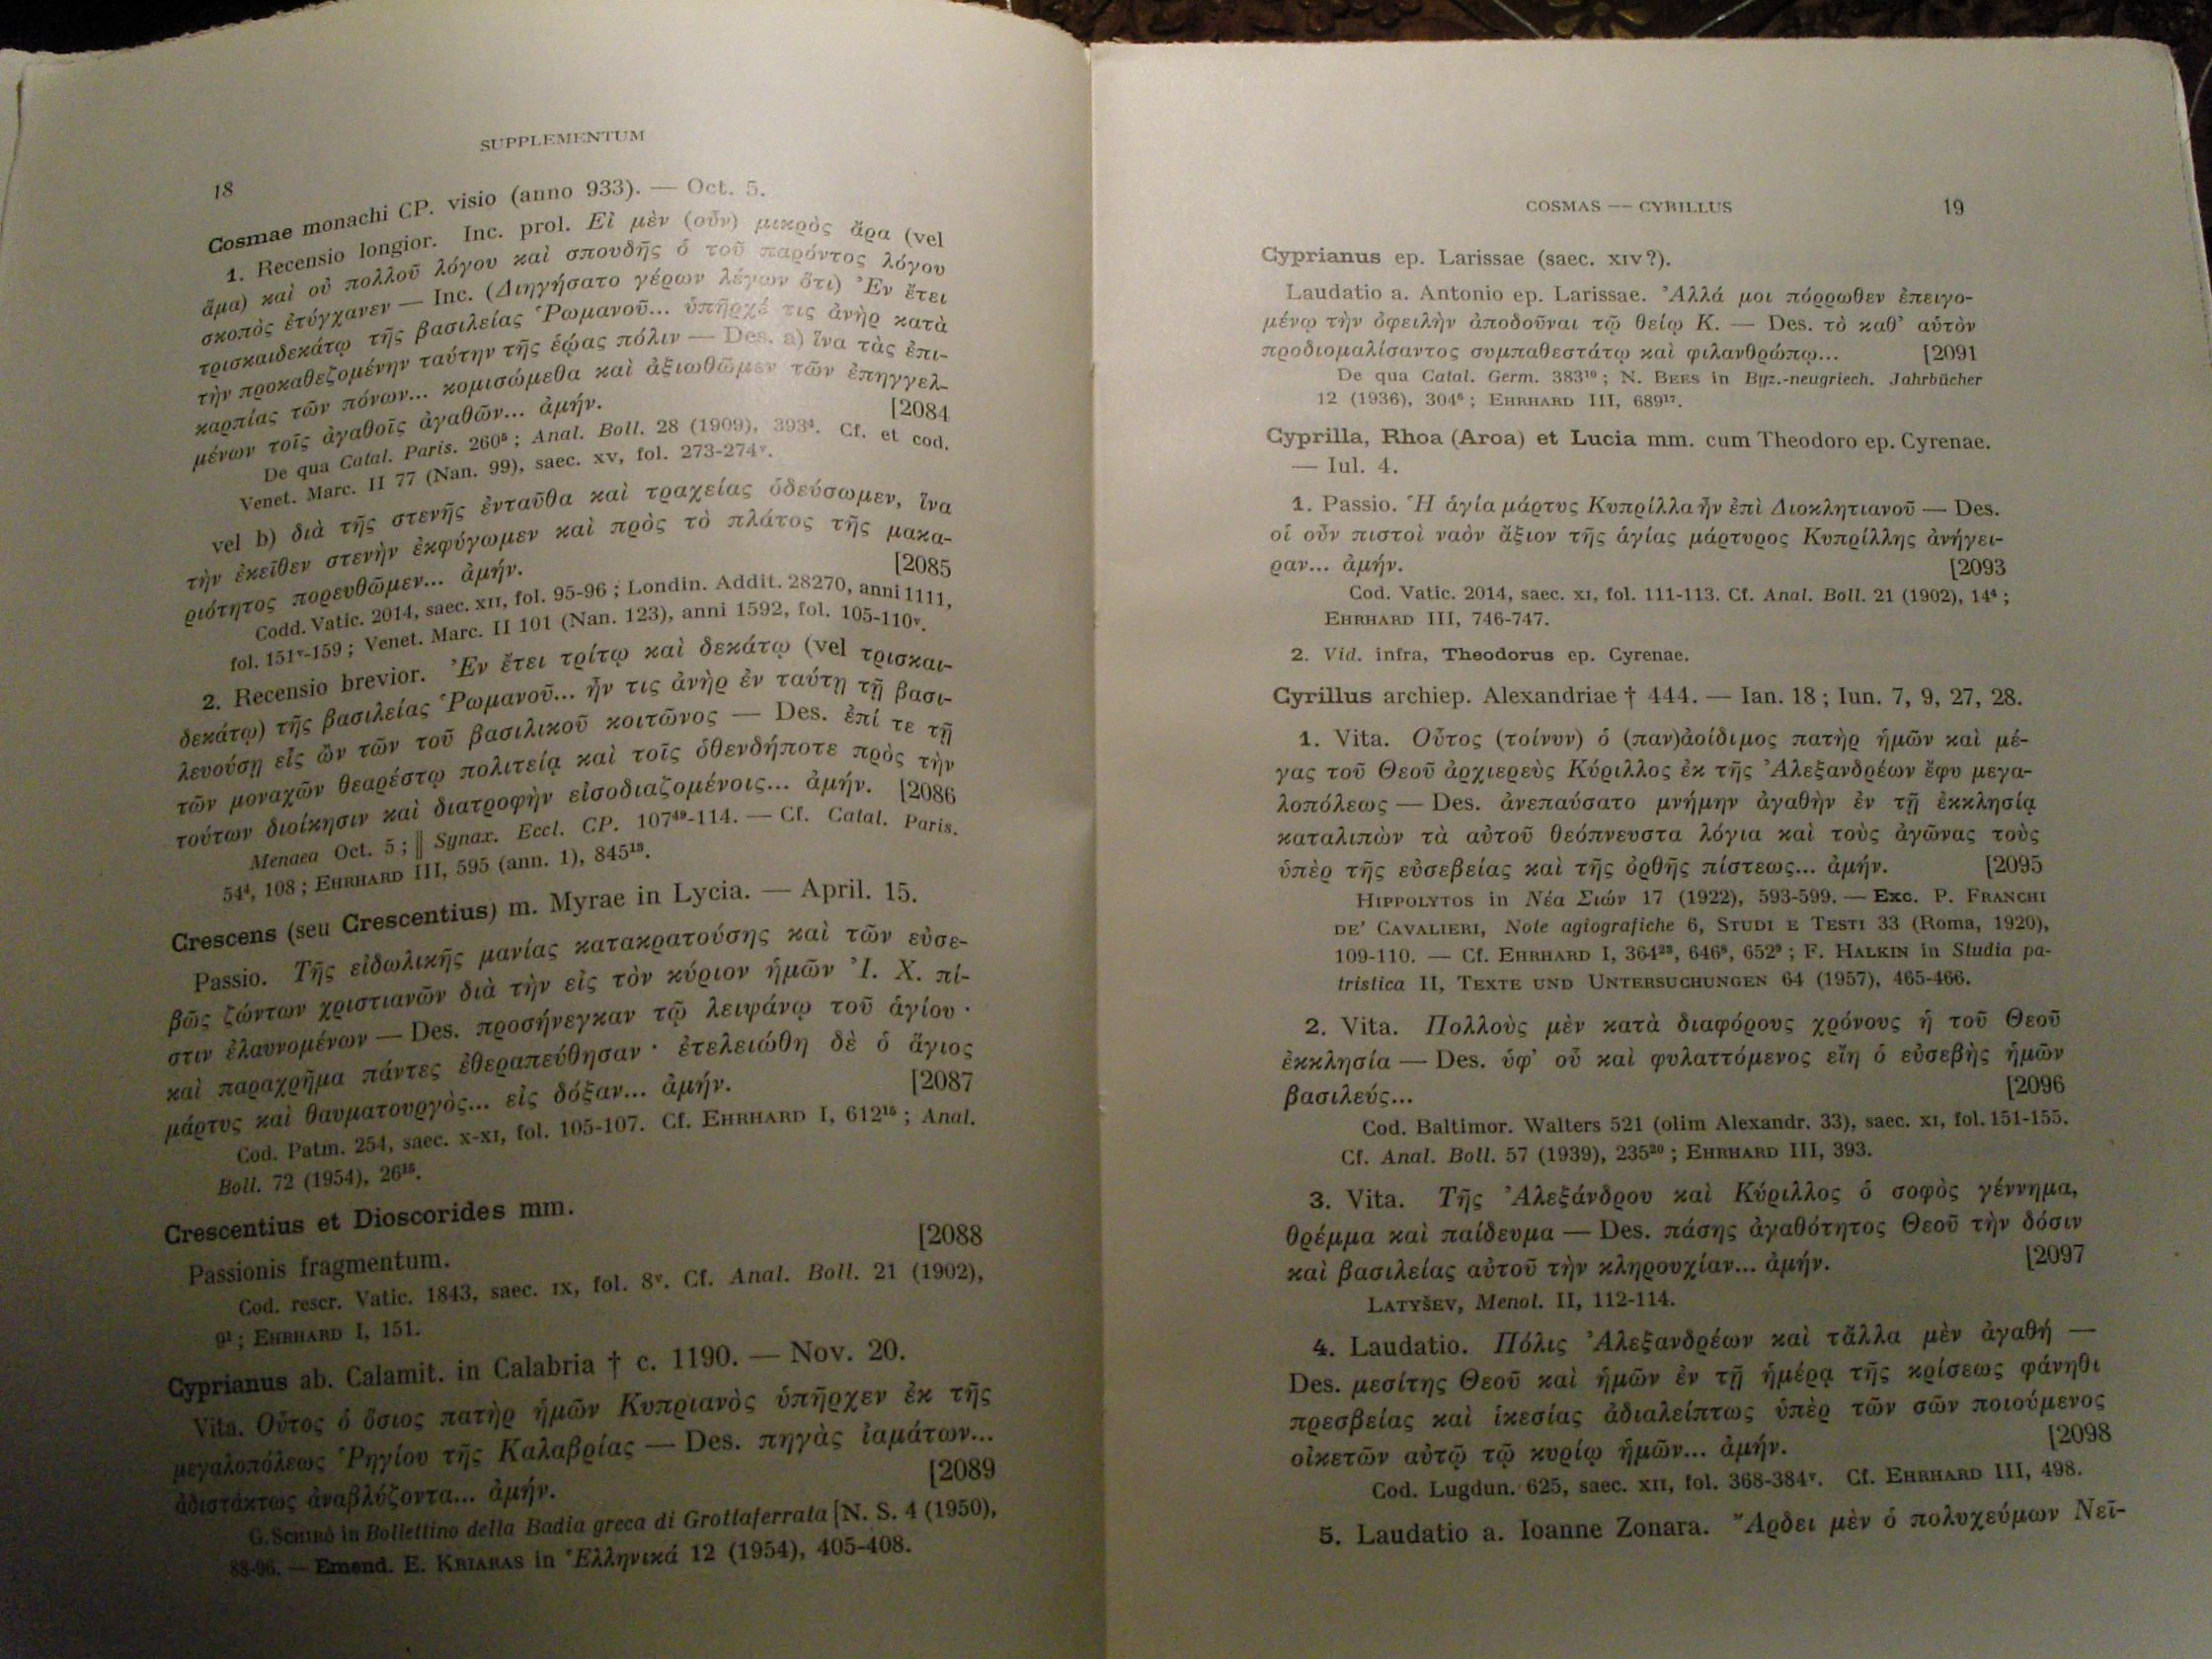 SUPPLEMENTUM
18
Cosmae monachi CP. visio (anno 933). — Oct. 5.
1. Recensio longior. Inc. prol. Εἰ μὲν (οὖν) μικρὸς ἄρα (vel
ἅμα) καὶ οὐ πολλοῦ λόγου καὶ σπουδῆς ὁ τοῦ παρόντος λόγου
σκοπὸς ἐτύγχανεν — Inc. (Διηγήσατο γέρων λέγων ὅτι) Ἐν ἔτει
τρισκαιδεκάτῳ τῆς βασιλείας Ῥωμανοῦ... ὑπῆρχέ τις ἀνὴρ κατὰ
τὴν προκαθεζομένην ταύτην τῆς ἑῴας πόλιν — Des. a) ἵνα τὰς ἐπι-
καρπίας τῶν πόνων... κομισώμεθα καὶ ἀξιωθῶμεν τῶν ἐπηγγελ-
μένων τοῖς ἀγαθοῖς ἀγαθῶν... ἀμήν. [2084
De qua Catal. Paris. 260⁵ ; Anal. Boll. 28 (1909), 393⁴. Cf. et cod.
Venet. Marc. II 77 (Nan. 99), saec. XV, fol. 273-274ᵛ.
vel b) διὰ τῆς στενῆς ἐνταῦθα καὶ τραχείας ὁδεύσωμεν, ἵνα
τὴν ἐκεῖθεν στενὴν ἐκφύγωμεν καὶ πρὸς τὸ πλάτος τῆς μακα-
ριότητος πορευθῶμεν... ἀμήν. [2085
Codd. Vatic. 2014, saec. XII, fol. 95-96 ; Londin. Addit. 28270, anni 1111,
fol. 151ᵛ-159 ; Venet. Marc. II 101 (Nan. 123), anni 1592, fol. 105-110ᵛ.
2. Recensio brevior. Ἐν ἔτει τρίτῳ καὶ δεκάτῳ (vel τρισκαι-
δεκάτῳ) τῆς βασιλείας Ῥωμανοῦ... ἦν τις ἀνὴρ ἐν ταύτῃ τῇ βασι-
λευούσῃ εἷς ὢν τῶν τοῦ βασιλικοῦ κοιτῶνος — Des. ἐπί τε τῇ
τῶν μοναχῶν θεαρέστῳ πολιτείᾳ καὶ τοῖς ὁθενδήποτε πρὸς τὴν
τούτων διοίκησιν καὶ διατροφὴν εἰσοδιαζομένοις... ἀμήν. [2086
Menaea Oct. 5 ; ‖ Synax. Eccl. CP. 107⁴⁹-114. — Cf. Catal. Paris.
54⁴, 108 ; EHRHARD III, 595 (ann. 1), 845¹³.
Crescens (seu Crescentius) m. Myrae in Lycia. — April. 15.
Passio. Τῆς εἰδωλικῆς μανίας κατακρατούσης καὶ τῶν εὐσε-
βῶς ζώντων χριστιανῶν διὰ τὴν εἰς τὸν κύριον ἡμῶν Ἰ. Χ. πί-
στιν ἐλαυνομένων — Des. προσήνεγκαν τῷ λειψάνῳ τοῦ ἁγίου ·
καὶ παραχρῆμα πάντες ἐθεραπεύθησαν · ἐτελειώθη δὲ ὁ ἅγιος
μάρτυς καὶ θαυματουργὸς... εἰς δόξαν... ἀμήν. [2087
Cod. Patm. 254, saec. X-XI, fol. 105-107. Cf. EHRHARD I, 612¹⁵ ; Anal.
Boll. 72 (1954), 26¹⁵.
Crescentius et Dioscorides mm.
Passionis fragmentum. [2088
Cod. rescr. Vatic. 1843, saec. IX, fol. 8ᵛ. Cf. Anal. Boll. 21 (1902),
9¹ ; EHRHARD I, 151.
Cyprianus ab. Calamit. in Calabria † c. 1190. — Nov. 20.
Vita. Οὗτος ὁ ὅσιος πατὴρ ἡμῶν Κυπριανὸς ὑπῆρχεν ἐκ τῆς
μεγαλοπόλεως Ῥηγίου τῆς Καλαβρίας — Des. πηγὰς ἰαμάτων...
ἀδιστάκτως ἀναβλύζοντα... ἀμήν. [2089
G. SCHIRÒ in Bollettino della Badia greca di Grottaferrata [N. S. 4 (1950),
88-96. — Emend. E. KRIARAS in Ἑλληνικά 12 (1954), 405-408.
COSMAS — CYRILLUS 19
Cyprianus ep. Larissae (saec. XIV?).
Laudatio a. Antonio ep. Larissae. Ἀλλά μοι πόρρωθεν ἐπειγο-
μένῳ τὴν ὀφειλὴν ἀποδοῦναι τῷ θείῳ Κ. — Des. τὸ καθ’ αὑτὸν
προδιομαλίσαντος συμπαθεστάτῳ καὶ φιλανθρώπῳ... [2091
De qua Catal. Germ. 383¹⁰ ; N. BEES in Byz.-neugriech. Jahrbücher
12 (1936), 304⁶ ; EHRHARD III, 689¹⁷.
Cyprilla, Rhoa (Aroa) et Lucia mm. cum Theodoro ep. Cyrenae.
— Iul. 4.
1. Passio. Ἡ ἁγία μάρτυς Κυπρίλλα ἦν ἐπὶ Διοκλητιανοῦ — Des.
οἱ οὖν πιστοὶ ναὸν ἄξιον τῆς ἁγίας μάρτυρος Κυπρίλλης ἀνήγει-
ραν... ἀμήν. [2093
Cod. Vatic. 2014, saec. XI, fol. 111-113. Cf. Anal. Boll. 21 (1902), 14⁴ ;
EHRHARD III, 746-747.
2. Vid. infra, Theodorus ep. Cyrenae.
Cyrillus archiep. Alexandriae † 444. — Ian. 18 ; Iun. 7, 9, 27, 28.
1. Vita. Οὗτος (τοίνυν) ὁ (παν)ἀοίδιμος πατὴρ ἡμῶν καὶ μέ-
γας τοῦ Θεοῦ ἀρχιερεὺς Κύριλλος ἐκ τῆς Ἀλεξανδρέων ἔφυ μεγα-
λοπόλεως — Des. ἀνεπαύσατο μνήμην ἀγαθὴν ἐν τῇ ἐκκλησίᾳ
καταλιπὼν τὰ αὐτοῦ θεόπνευστα λόγια καὶ τοὺς ἀγῶνας τοὺς
ὑπὲρ τῆς εὐσεβείας καὶ τῆς ὀρθῆς πίστεως... ἀμήν. [2095
HIPPOLYTOS in Νέα Σιών 17 (1922), 593-599. — Exc. P. FRANCHI
DE’ CAVALIERI, Note agiografiche 6, STUDI E TESTI 33 (Roma, 1920),
109-110. — Cf. EHRHARD I, 364²³, 646⁸, 652⁹ ; F. HALKIN in Studia pa-
tristica II, TEXTE UND UNTERSUCHUNGEN 64 (1957), 465-466.
2. Vita. Πολλοὺς μὲν κατὰ διαφόρους χρόνους ἡ τοῦ Θεοῦ
ἐκκλησία — Des. ὑφ’ οὗ καὶ φυλαττόμενος εἴη ὁ εὐσεβὴς ἡμῶν
βασιλεύς... [2096
Cod. Baltimor. Walters 521 (olim Alexandr. 33), saec. XI, fol. 151-155.
Cf. Anal. Boll. 57 (1939), 235²⁰ ; EHRHARD III, 393.
3. Vita. Τῆς Ἀλεξάνδρου καὶ Κύριλλος ὁ σοφὸς γέννημα,
θρέμμα καὶ παίδευμα — Des. πάσης ἀγαθότητος Θεοῦ τὴν δόσιν
καὶ βασιλείας αὐτοῦ τὴν κληρουχίαν... ἀμήν. [2097
LATYŠEV, Menol. II, 112-114.
4. Laudatio. Πόλις Ἀλεξανδρέων καὶ τἆλλα μὲν ἀγαθή —
Des. μεσίτης Θεοῦ καὶ ἡμῶν ἐν τῇ ἡμέρᾳ τῆς κρίσεως φάνηθι
πρεσβείας καὶ ἱκεσίας ἀδιαλείπτως ὑπὲρ τῶν σῶν ποιούμενος
οἰκετῶν αὐτῷ τῷ κυρίῳ ἡμῶν... ἀμήν. [2098
Cod. Lugdun. 625, saec. XII, fol. 368-384ᵛ. Cf. EHRHARD III, 498.
5. Laudatio a. Ioanne Zonara. Ἄρδει μὲν ὁ πολυχεύμων Νεῖ-